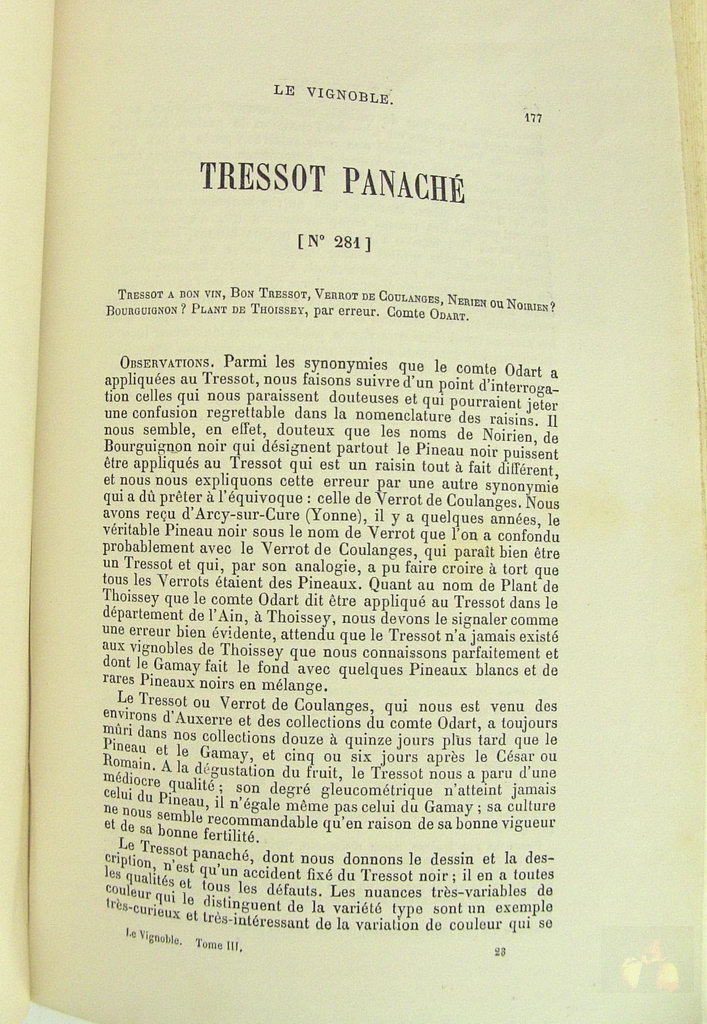 LE VIGNOBLE.
177
TRESSOT PANACHÉ
[N° 281]
TRESSOT A BON VIN, BON TRESSOT, VERROT DE COULANGES, NERIEN OU NOIRIEN?
BOURGUIGNON? PLANT DE THOISSEY, par erreur. Comte ODART.
OBSERVATIONS. Parmi les synonymies que le comte Odart a
appliquées au Tressot, nous faisons suivre d'un point d'interroga-
tion celles qui nous paraissent douteuses et qui pourraient jeter
une confusion regrettable dans la nomenclature des raisins. Il
nous semble, en effet, douteux que les noms de Noirien, de
Bourguignon noir qui désignent partout le Pineau noir puissent
être appliqués au Tressot qui est un raisin tout à fait différent,
et nous nous expliquons cette erreur par une autre synonymie
qui a dû prêter à l'équivoque : celle de Verrot de Coulanges. Nous
avons reçu d'Arcy-sur-Cure (Yonne), il y a quelques années, le
véritable Pineau noir sous le nom de Verrot que l'on a confondu
probablement avec le Verrot de Coulanges, qui paraît bien être
un Tressot et qui, par son analogie, a pu faire croire à tort que
tous les Verrots étaient des Pineaux. Quant au nom de Plant de
Thoissey que le comte Odart dit être appliqué au Tressot dans le
département de l'Ain, à Thoissey, nous devons le signaler comme
une erreur bien évidente, attendu que le Tressot n'a jamais existé
aux vignobles de Thoissey que nous connaissons parfaitement et
dont le Gamay fait le fond avec quelques Pineaux blancs et de
rares Pineaux noirs en mélange.
Le Tressot ou Verrot de Coulanges, qui nous est venu des
environs d'Auxerre et des collections du comte Odart, a toujours
mûri dans nos collections douze à quinze jours plus tard que le
Pineau et le Gamay, et cinq ou six jours après le César ou
Romain. A la dégustation du fruit, le Tressot nous a paru d'une
médiocre qualité ; son degré gleucométrique n'atteint jamais
celui du Pineau, il n'égale même pas celui du Gamay ; sa culture
ne nous semble recommandable qu'en raison de sa bonne vigueur
et de sa bonne fertilité.
Le Tressot panaché, dont nous donnons le dessin et la des-
cription, n'est qu'un accident fixé du Tressot noir ; il en a toutes
les qualités et tous les défauts. Les nuances très-variables de
couleur qui le distinguent de la variété type sont un exemple
très-curieux et très-intéressant de la variation de couleur qui se
Le Vignoble. Tome III,
23